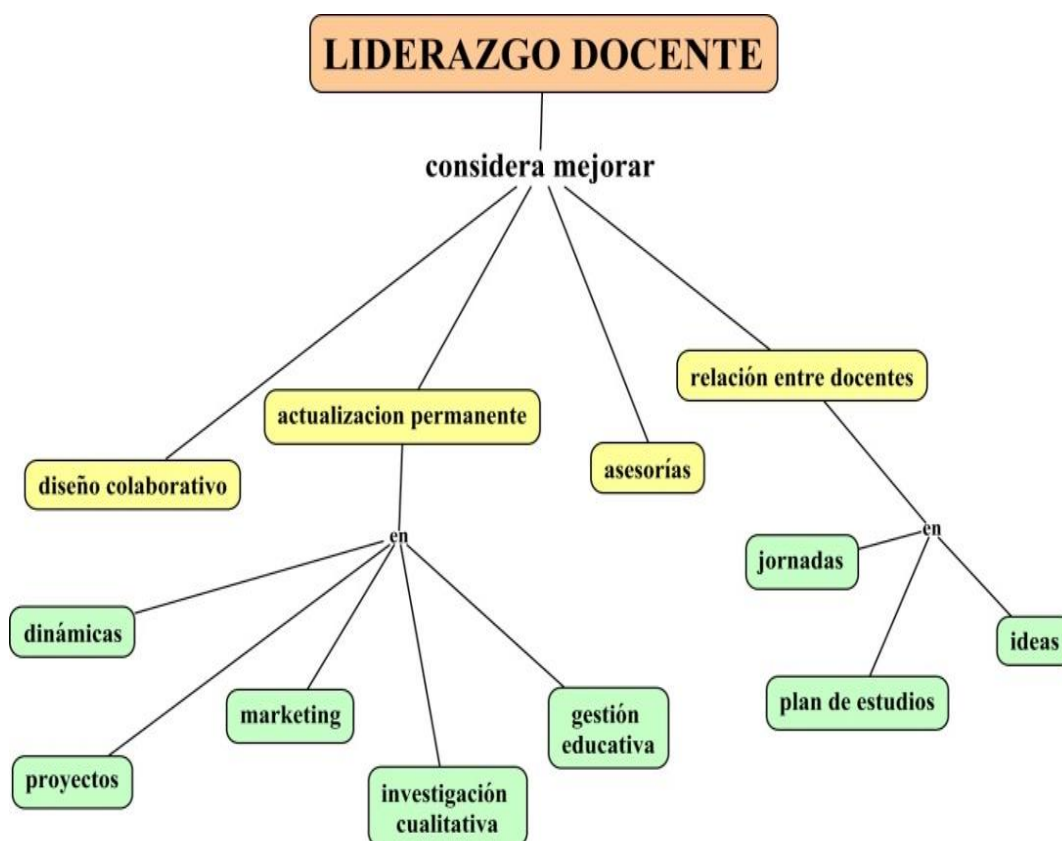 LIDERAZGO DOCENTE
considera mejorar
relación entre docentes
actualizacion permanente
asesorías
diseño colaborativo
en
en
jornadas
dinámicas
ideas
marketing
plan de estudios
gestión
educativa
proyectos
investigación
cualitativa